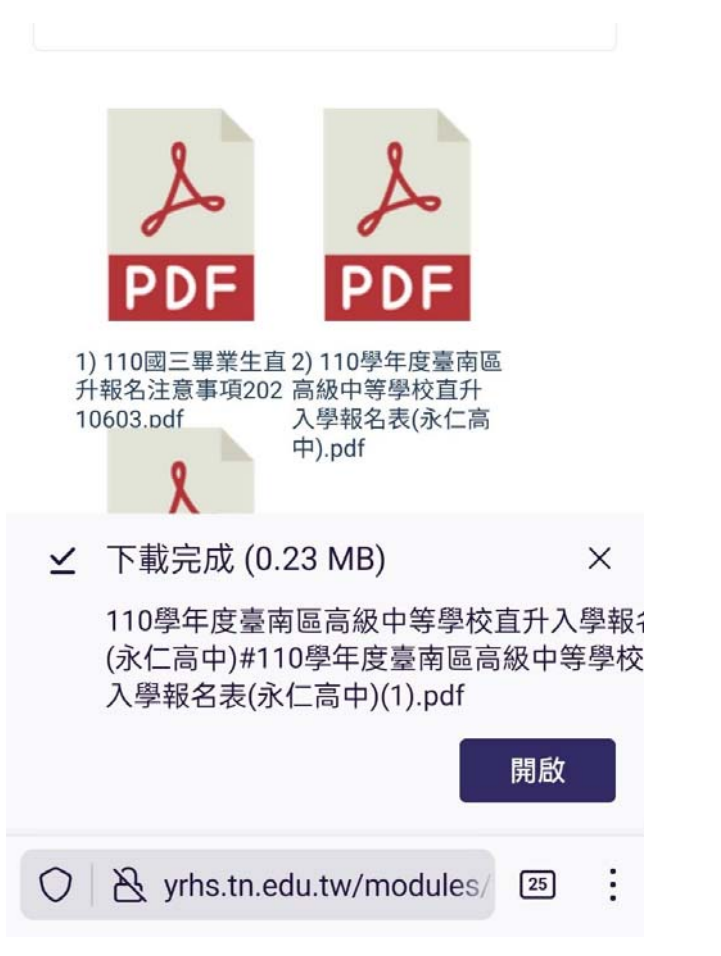 PDF
PDF
1) 110國三畢業生直
升報名注意事項202
10603.pdf
2) 110學年度臺南區
高級中等學校直升
入學報名表(永仁高
中).pdf
下載完成 (0.23 MB)
110學年度臺南區高級中等學校直升入學報名
(永仁高中)#110學年度臺南區高級中等學校
入學報名表(永仁高中)(1).pdf
開啟
yrhs.tn.edu.tw/modules/
25